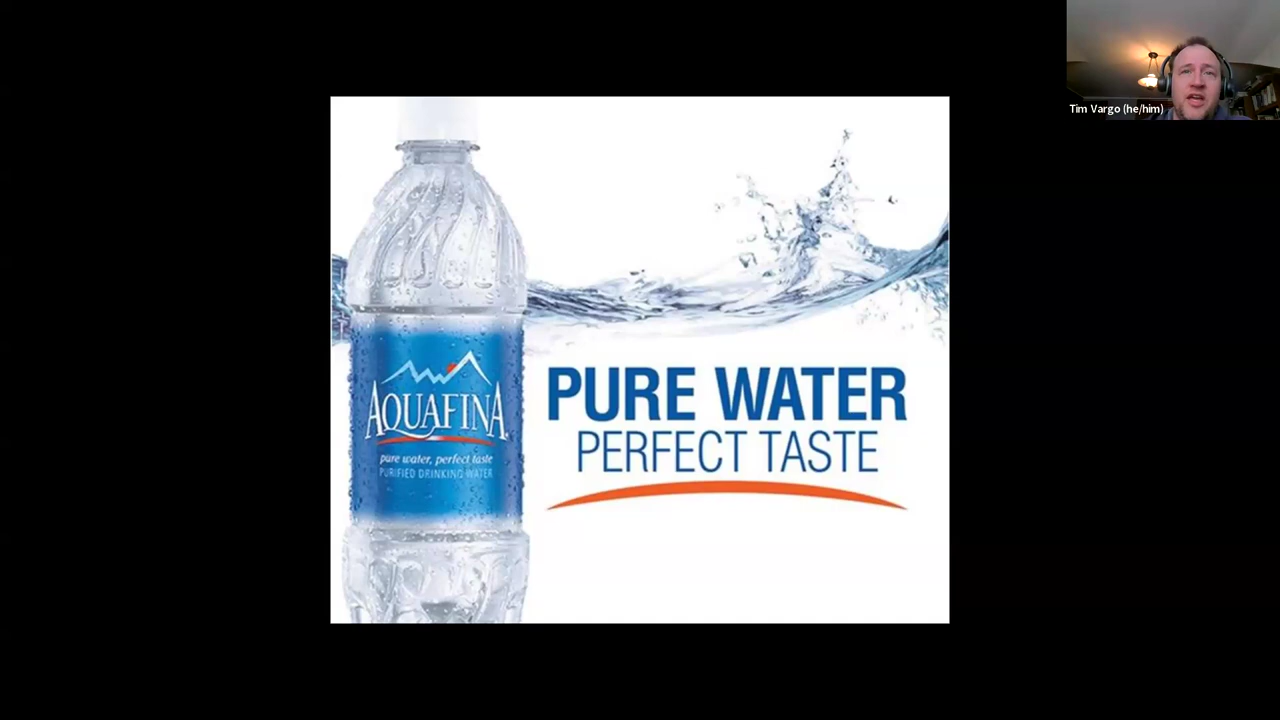 Tim Vargo (he/him)
AQUAFINA
pure water, perfect taste
PURIFIED DRINKING WATER
PURE WATER
PERFECT TASTE